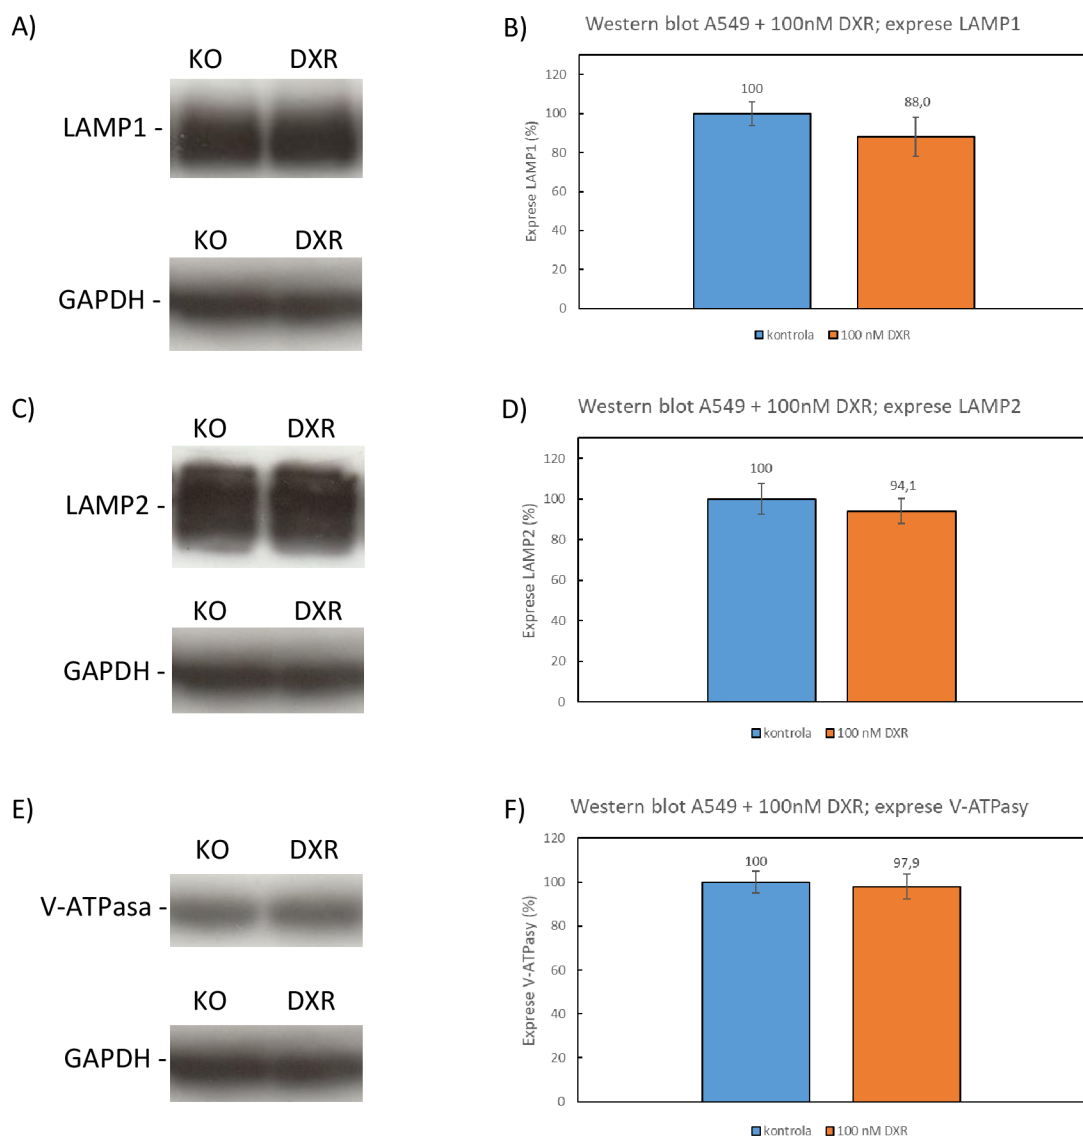 A)
KO DXR
LAMP1 -
KO DXR
GAPDH -
B) Western blot A549 + 100nM DXR; exprese LAMP1
Exprese LAMP1 (%)
120
100
80
60
40
20
0
100
88,0
kontrola 100 nM DXR
C)
KO DXR
LAMP2 -
KO DXR
GAPDH -
D) Western blot A549 + 100nM DXR; exprese LAMP2
Exprese LAMP2 (%)
120
100
80
60
40
20
0
100
94,1
kontrola 100 nM DXR
E)
KO DXR
V-ATPasa -
KO DXR
GAPDH -
F) Western blot A549 + 100nM DXR; exprese V-ATPasy
Exprese V-ATPasy (%)
120
100
80
60
40
20
0
100
97,9
kontrola 100 nM DXR